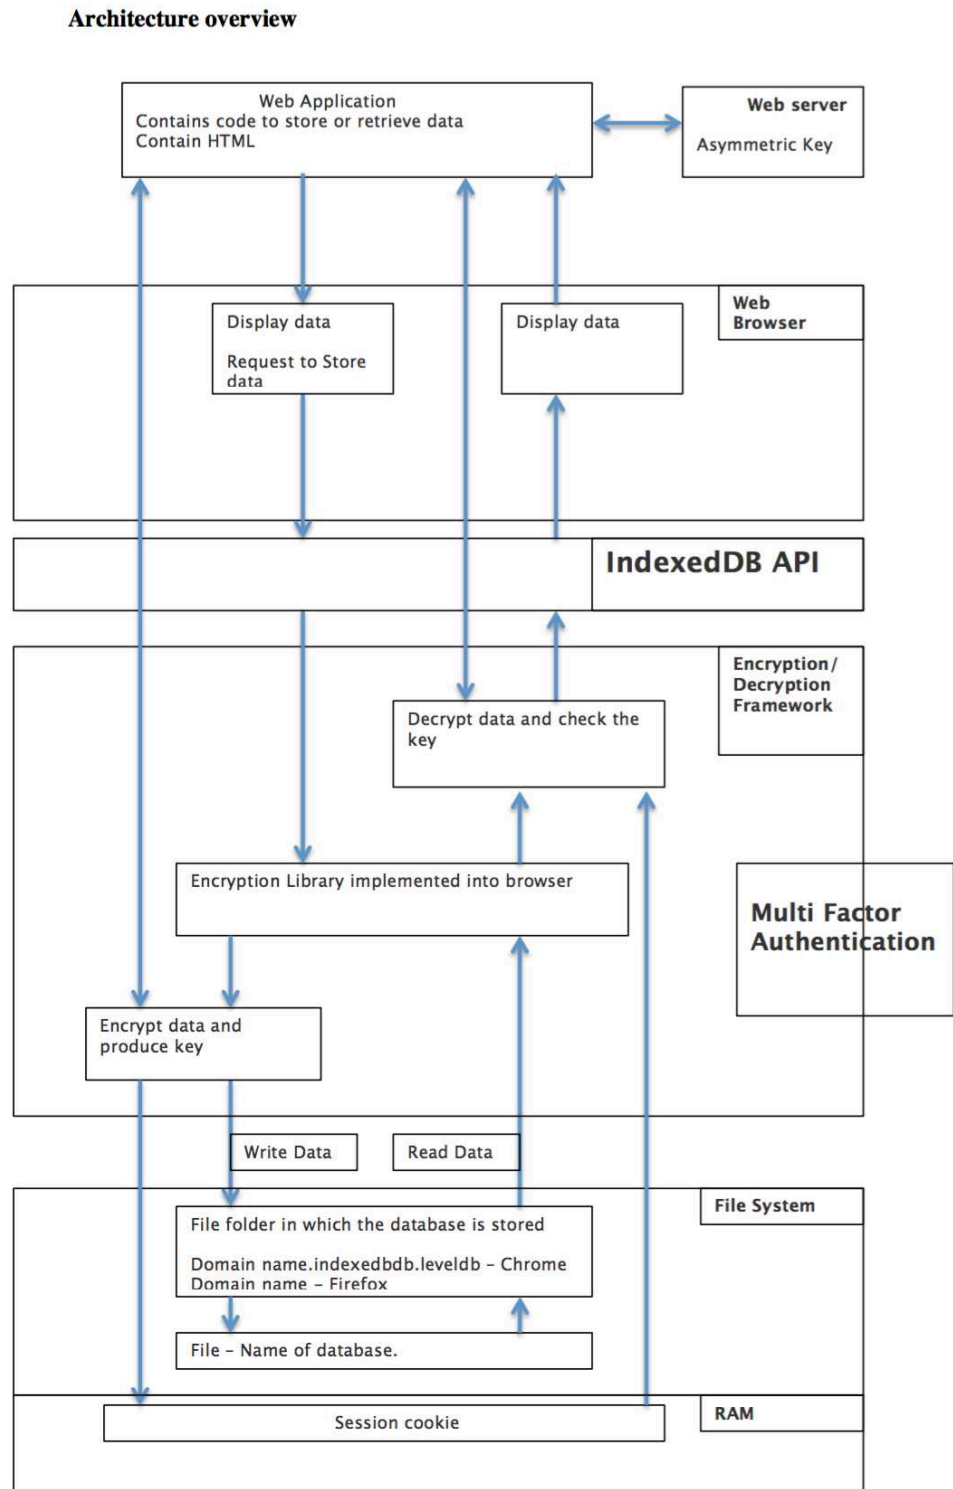 Architecture overview
Web Application
Contains code to store or retrieve data
Contain HTML
Web server
Asymmetric Key
Display data
Request to Store
data
Display data
Web
Browser
IndexedDB API
Encryption/
Decryption
Framework
Decrypt data and check the
key
Encryption Library implemented into browser
Multi Factor
Authentication
Encrypt data and
produce key
Write Data
Read Data
File System
File folder in which the database is stored
Domain name.indexedbdb.leveldb – Chrome
Domain name – Firefox
File – Name of database.
RAM
Session cookie